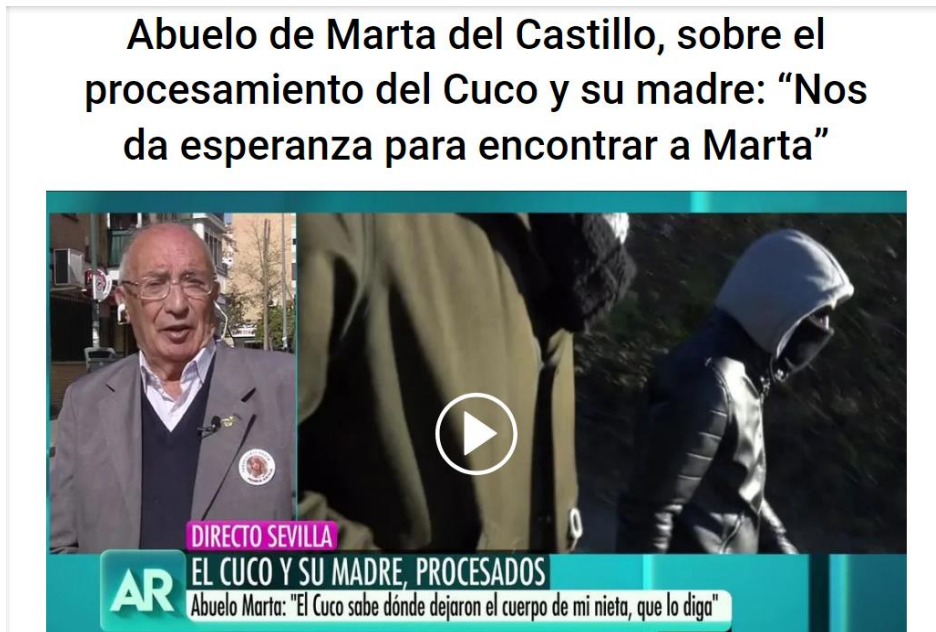 Abuelo de Marta del Castillo, sobre el
procesamiento del Cuco y su madre: “Nos
da esperanza para encontrar a Marta”
DIRECTO SEVILLA
EL CUCO Y SU MADRE, PROCESADOS
AR
Abuelo Marta: "El Cuco sabe dónde dejaron el cuerpo de mi nieta, que lo diga"